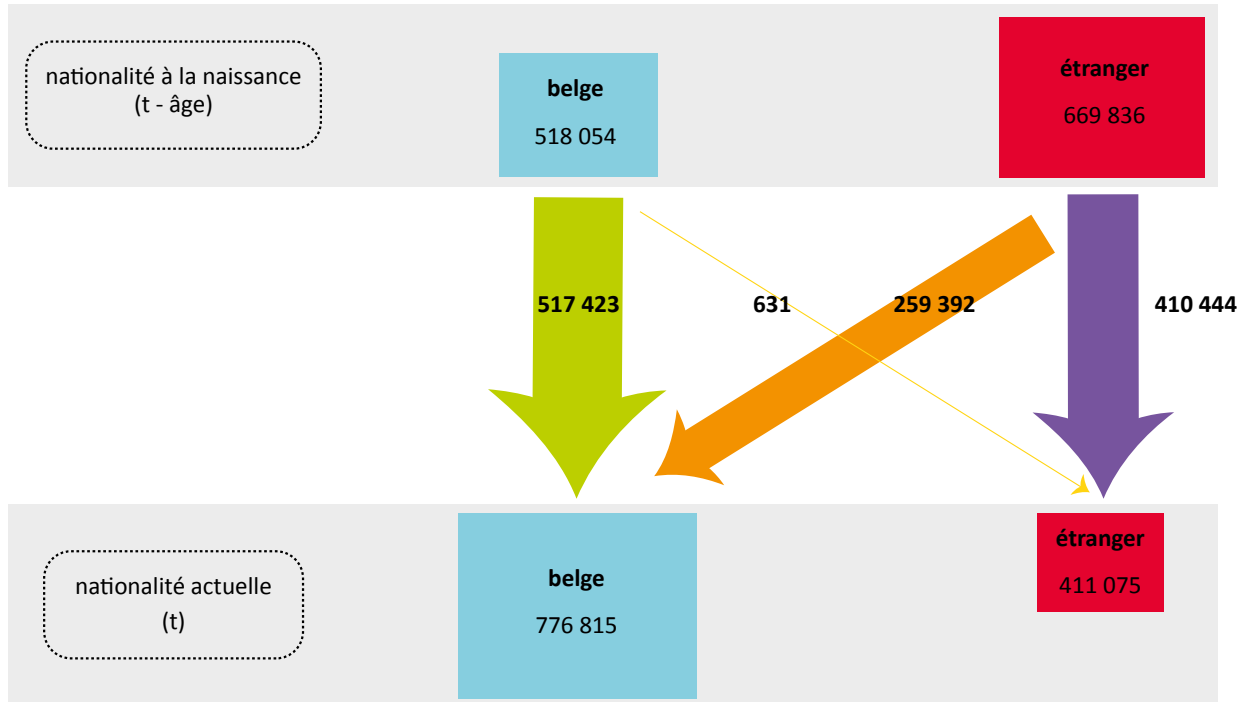 nationalité à la naissance
(t - âge)
belge
518 054
étranger
669 836
517 423
631
259 392
410 444
nationalité actuelle
(t)
belge
776 815
étranger
411 075